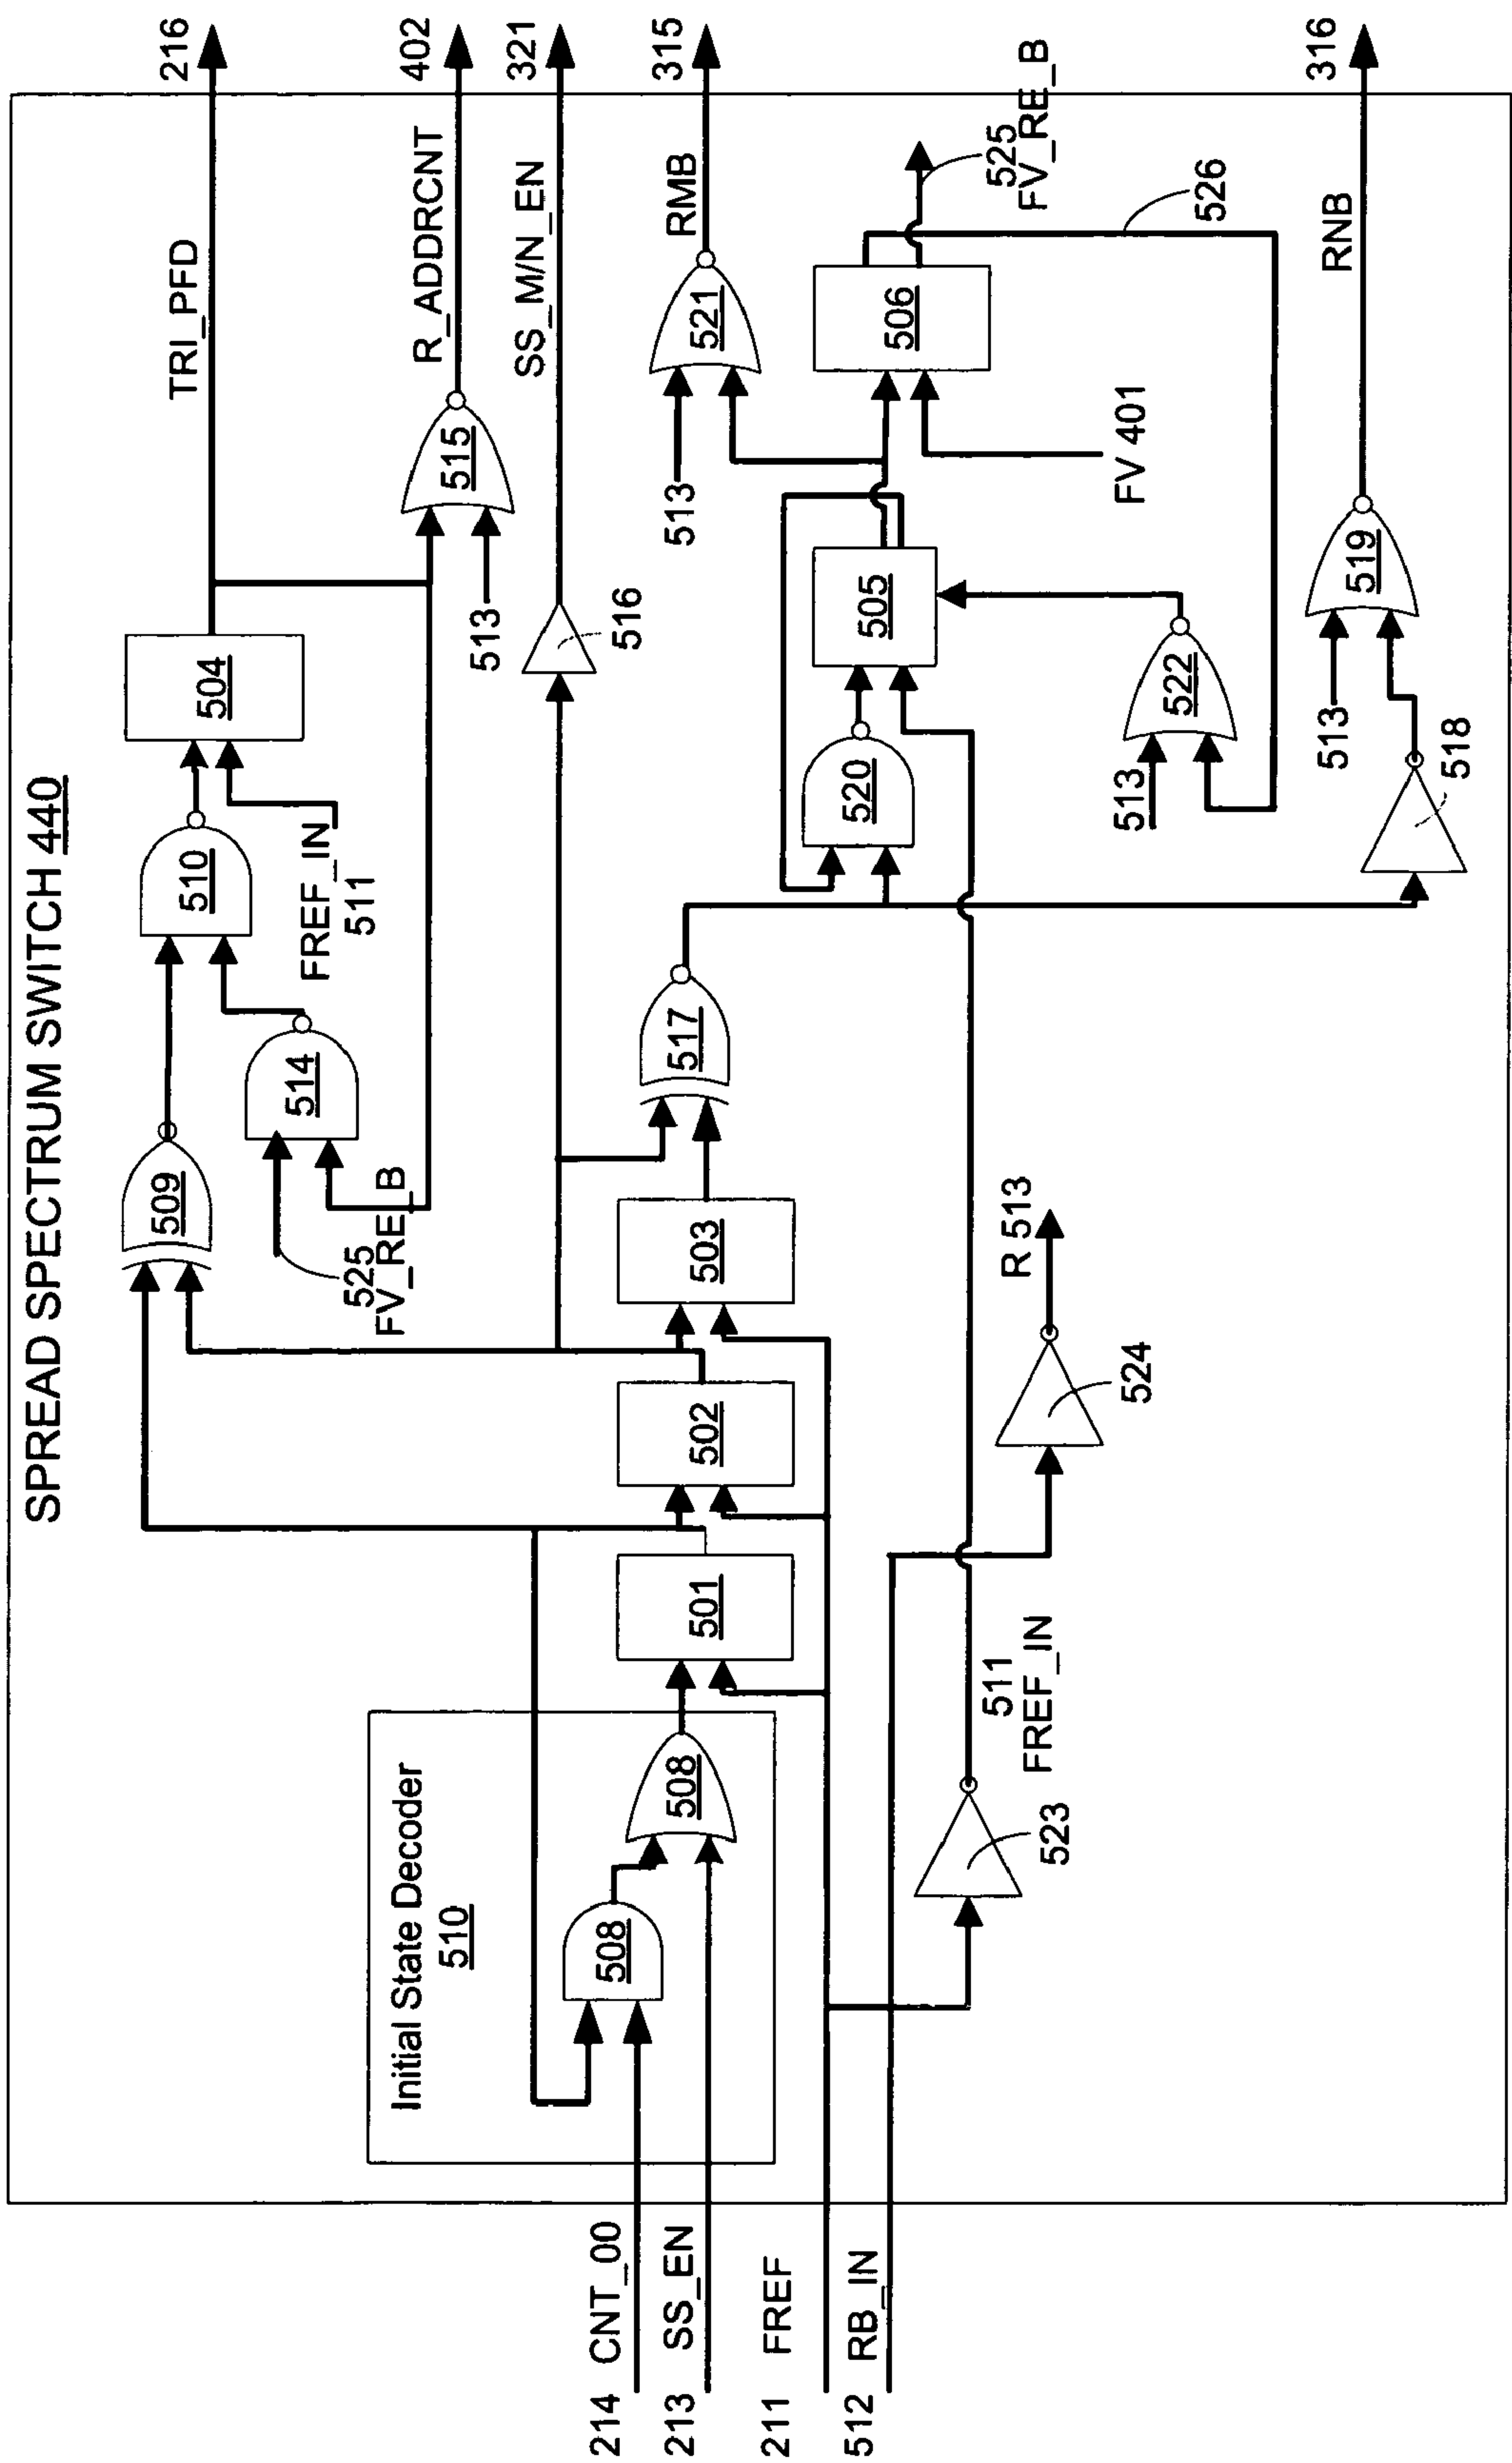 SPREAD SPECTRUM SWITCH 440
214 CNT_00
213 SS_EN
211 FREF
512 RB_IN
Initial State Decoder
510
508
508
501
502
503
509
514
525
FV_RE_B
510
FREF_IN
511
504
TRI_PFD
216
515
513
R_ADDRCNT
402
516
SS_M/N_EN
321
517
520
505
513
521
RMB
315
506
FV 401
525
FV_RE_B
526
522
513
518
513
519
RNB
316
523
511
FREF_IN
524
R 513